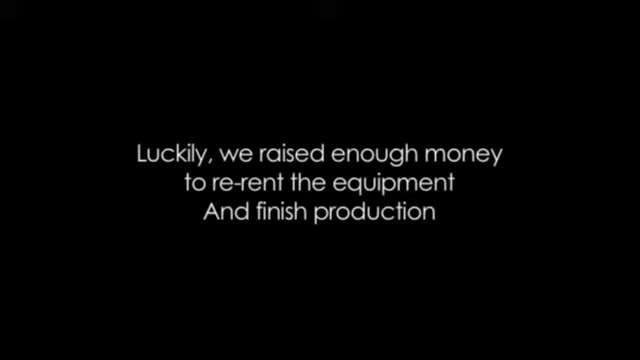 Luckily, we raised enough money
to re-rent the equipment
And finish production